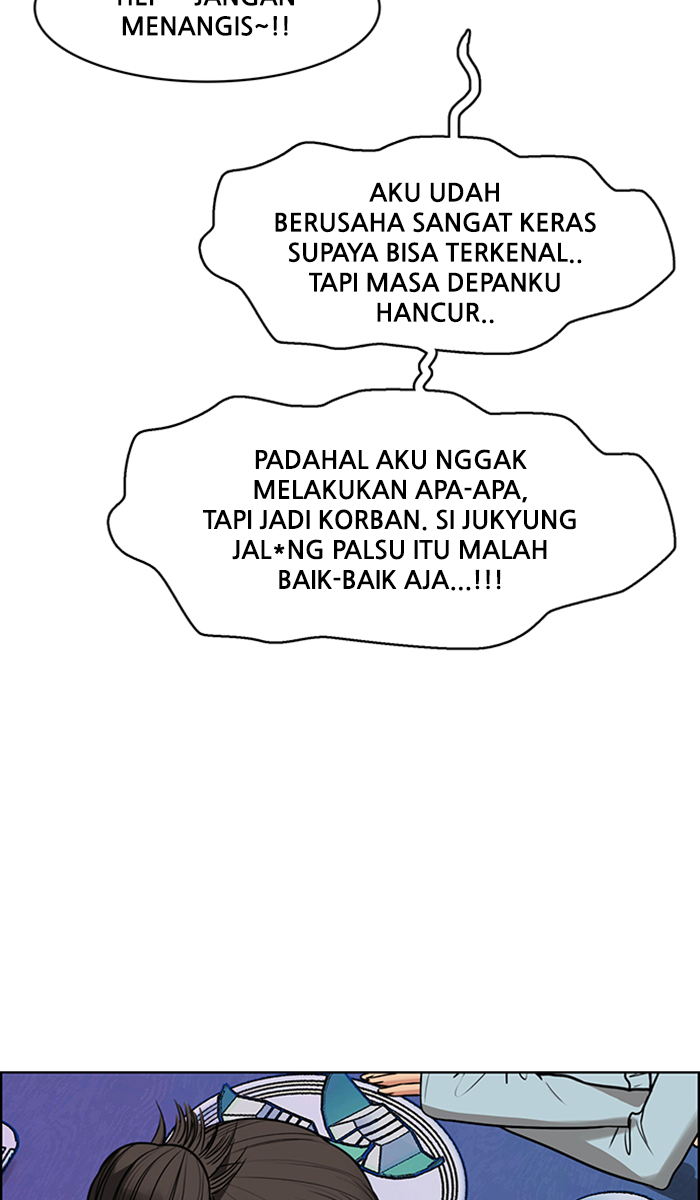 JANGAN
MENANGIS~!!
AKU UDAH
BERUSAHA SANGAT KERAS
SUPAYA BISA TERKENAL..
TAPI MASA DEPANKU
HANCUR..
PADAHAL AKU NGGAK
MELAKUKAN APA-APA,
TAPI JADI KORBAN. SI JUKYUNG
JAL*NG PALSU ITU MALAH
BAIK-BAIK AJA...!!!